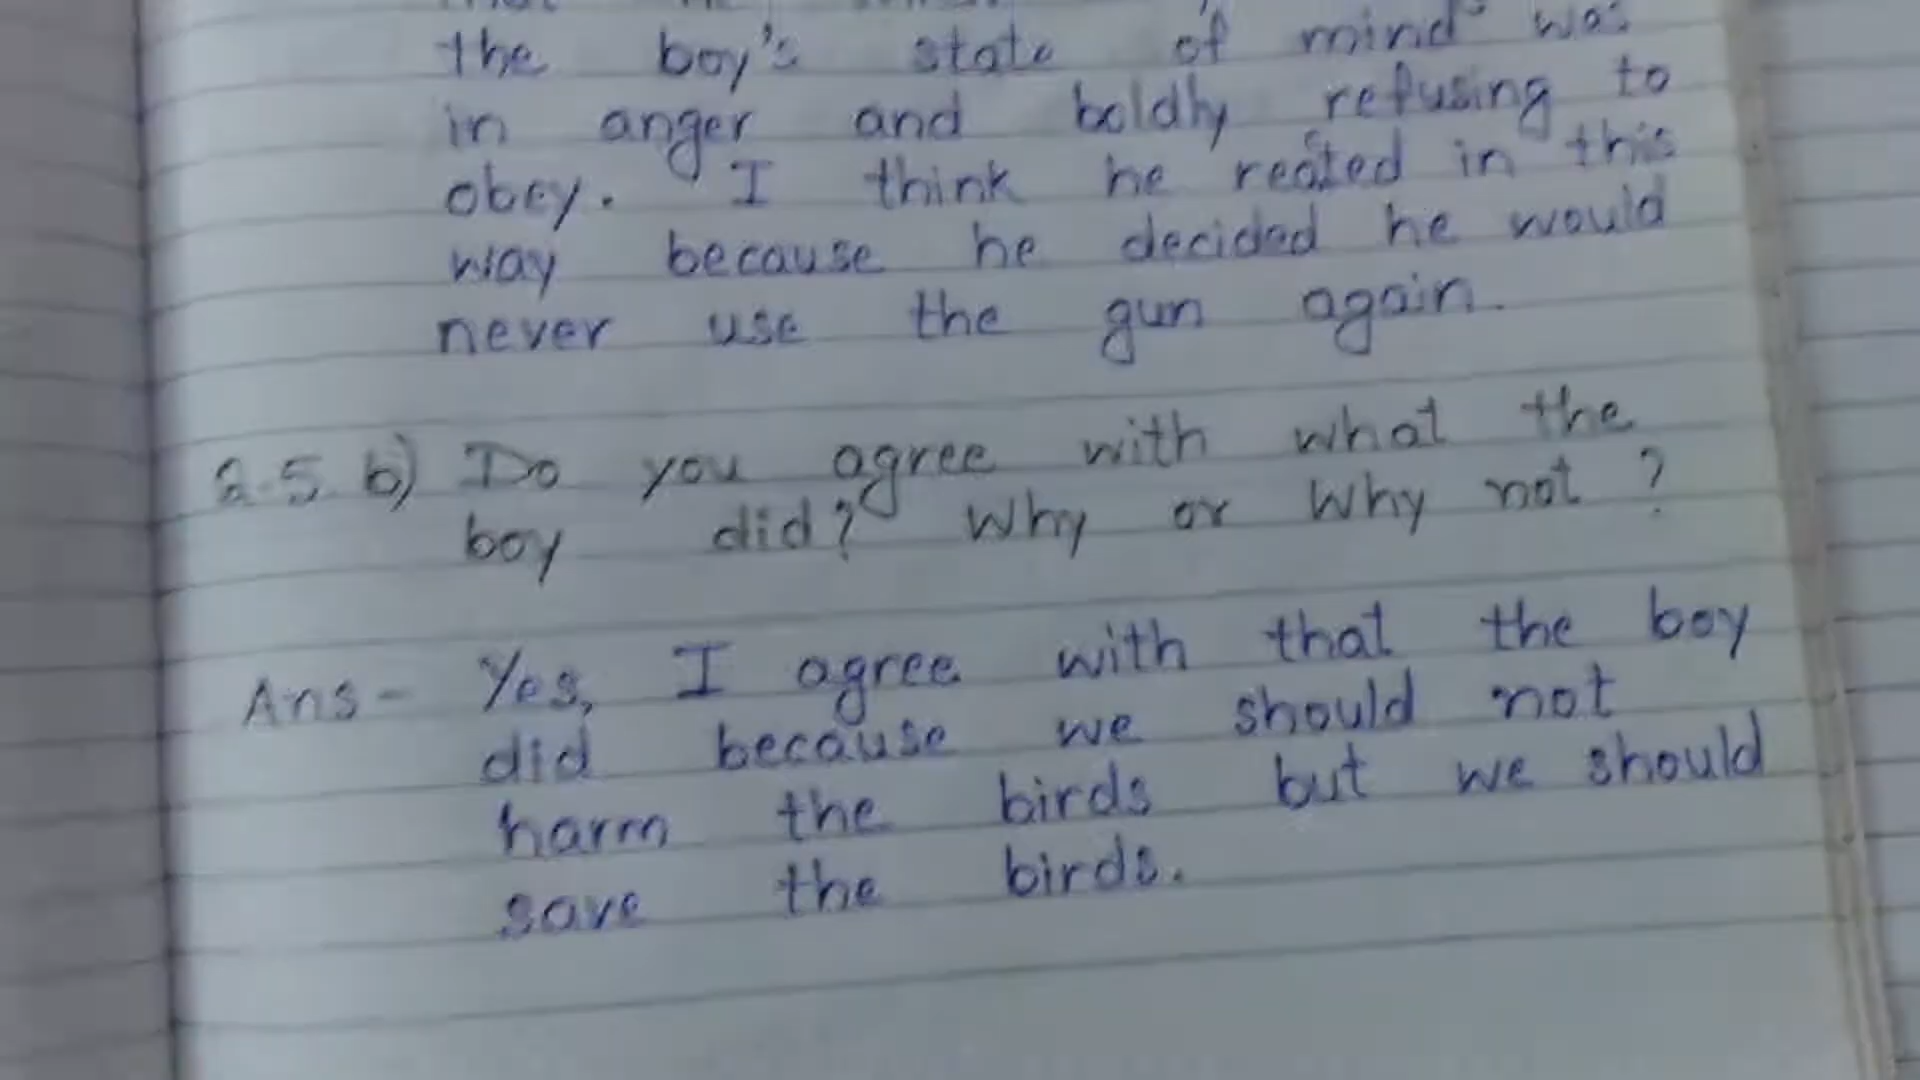 the boy's state of mind was
in anger and boldly refusing to
obey. I think he reated in this
way because he decided he would
never use the gun again.
Q.5. b) Do you agree with what the
boy did? Why or Why not ?
Ans - Yes, I agree with that the boy
did because we should not
harm the birds but we should
save the birds.